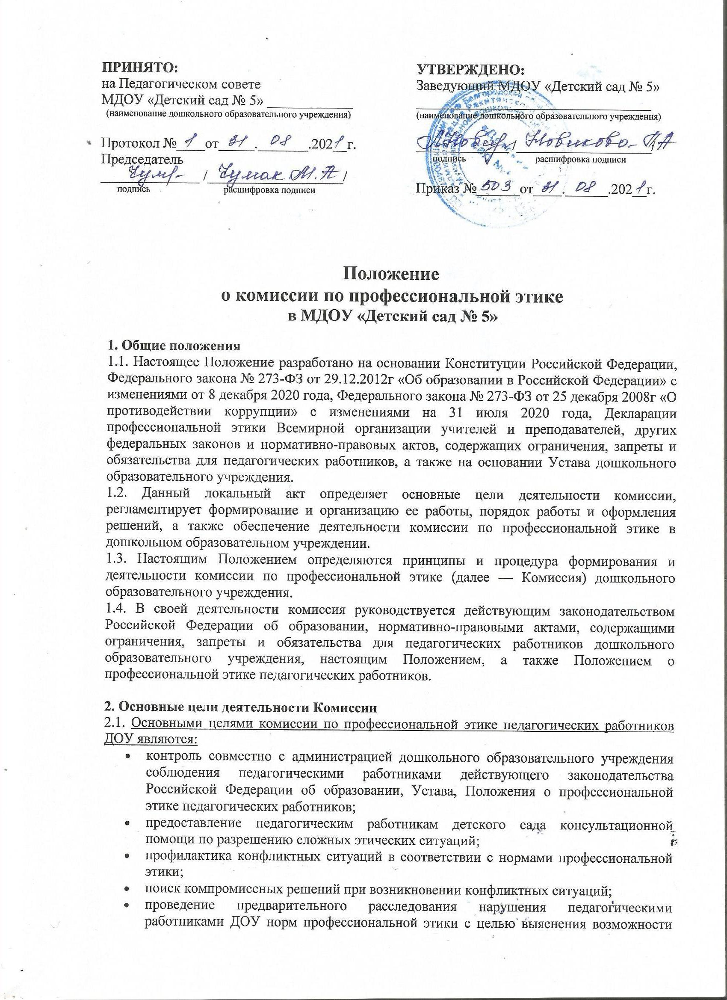 ПРИНЯТО:
на Педагогическом совете
МДОУ «Детский сад № 5» ____________
(наименование дошкольного образовательного учреждения)
Протокол № 1 от 31 . 08 .2021 г.
Председатель
/ Чумак М.А /
подпись расшифровка подписи
УТВЕРЖДЕНО:
Заведующий МДОУ «Детский сад № 5»
(наименование дошкольного образовательного учреждения)
/ Новикова П А /
подпись расшифровка подписи
Приказ № 503 от 31 . 08 .2021 г.
Положение
о комиссии по профессиональной этике
в МДОУ «Детский сад № 5»
1. Общие положения
1.1. Настоящее Положение разработано на основании Конституции Российской Федерации,
Федерального закона № 273-ФЗ от 29.12.2012г «Об образовании в Российской Федерации» с
изменениями от 8 декабря 2020 года, Федерального закона № 273-ФЗ от 25 декабря 2008г «О
противодействии коррупции» с изменениями на 31 июля 2020 года, Декларации
профессиональной этики Всемирной организации учителей и преподавателей, других
федеральных законов и нормативно-правовых актов, содержащих ограничения, запреты и
обязательства для педагогических работников, а также на основании Устава дошкольного
образовательного учреждения.
1.2. Данный локальный акт определяет основные цели деятельности комиссии,
регламентирует формирование и организацию ее работы, порядок работы и оформления
решений, а также обеспечение деятельности комиссии по профессиональной этике в
дошкольном образовательном учреждении.
1.3. Настоящим Положением определяются принципы и процедура формирования и
деятельности комиссии по профессиональной этике (далее — Комиссия) дошкольного
образовательного учреждения.
1.4. В своей деятельности комиссия руководствуется действующим законодательством
Российской Федерации об образовании, нормативно-правовыми актами, содержащими
ограничения, запреты и обязательства для педагогических работников дошкольного
образовательного учреждения, настоящим Положением, а также Положением о
профессиональной этике педагогических работников.
2. Основные цели деятельности Комиссии
2.1. Основными целями комиссии по профессиональной этике педагогических работников
ДОУ являются:
• контроль совместно с администрацией дошкольного образовательного учреждения
соблюдения педагогическими работниками действующего законодательства
Российской Федерации об образовании, Устава, Положения о профессиональной
этике педагогических работников;
• предоставление педагогическим работникам детского сада консультационной
помощи по разрешению сложных этических ситуаций;
• профилактика конфликтных ситуаций в соответствии с нормами профессиональной
этики;
• поиск компромиссных решений при возникновении конфликтных ситуаций;
• проведение предварительного расследования нарушения педагогическими
работниками ДОУ норм профессиональной этики с целью выяснения возможности